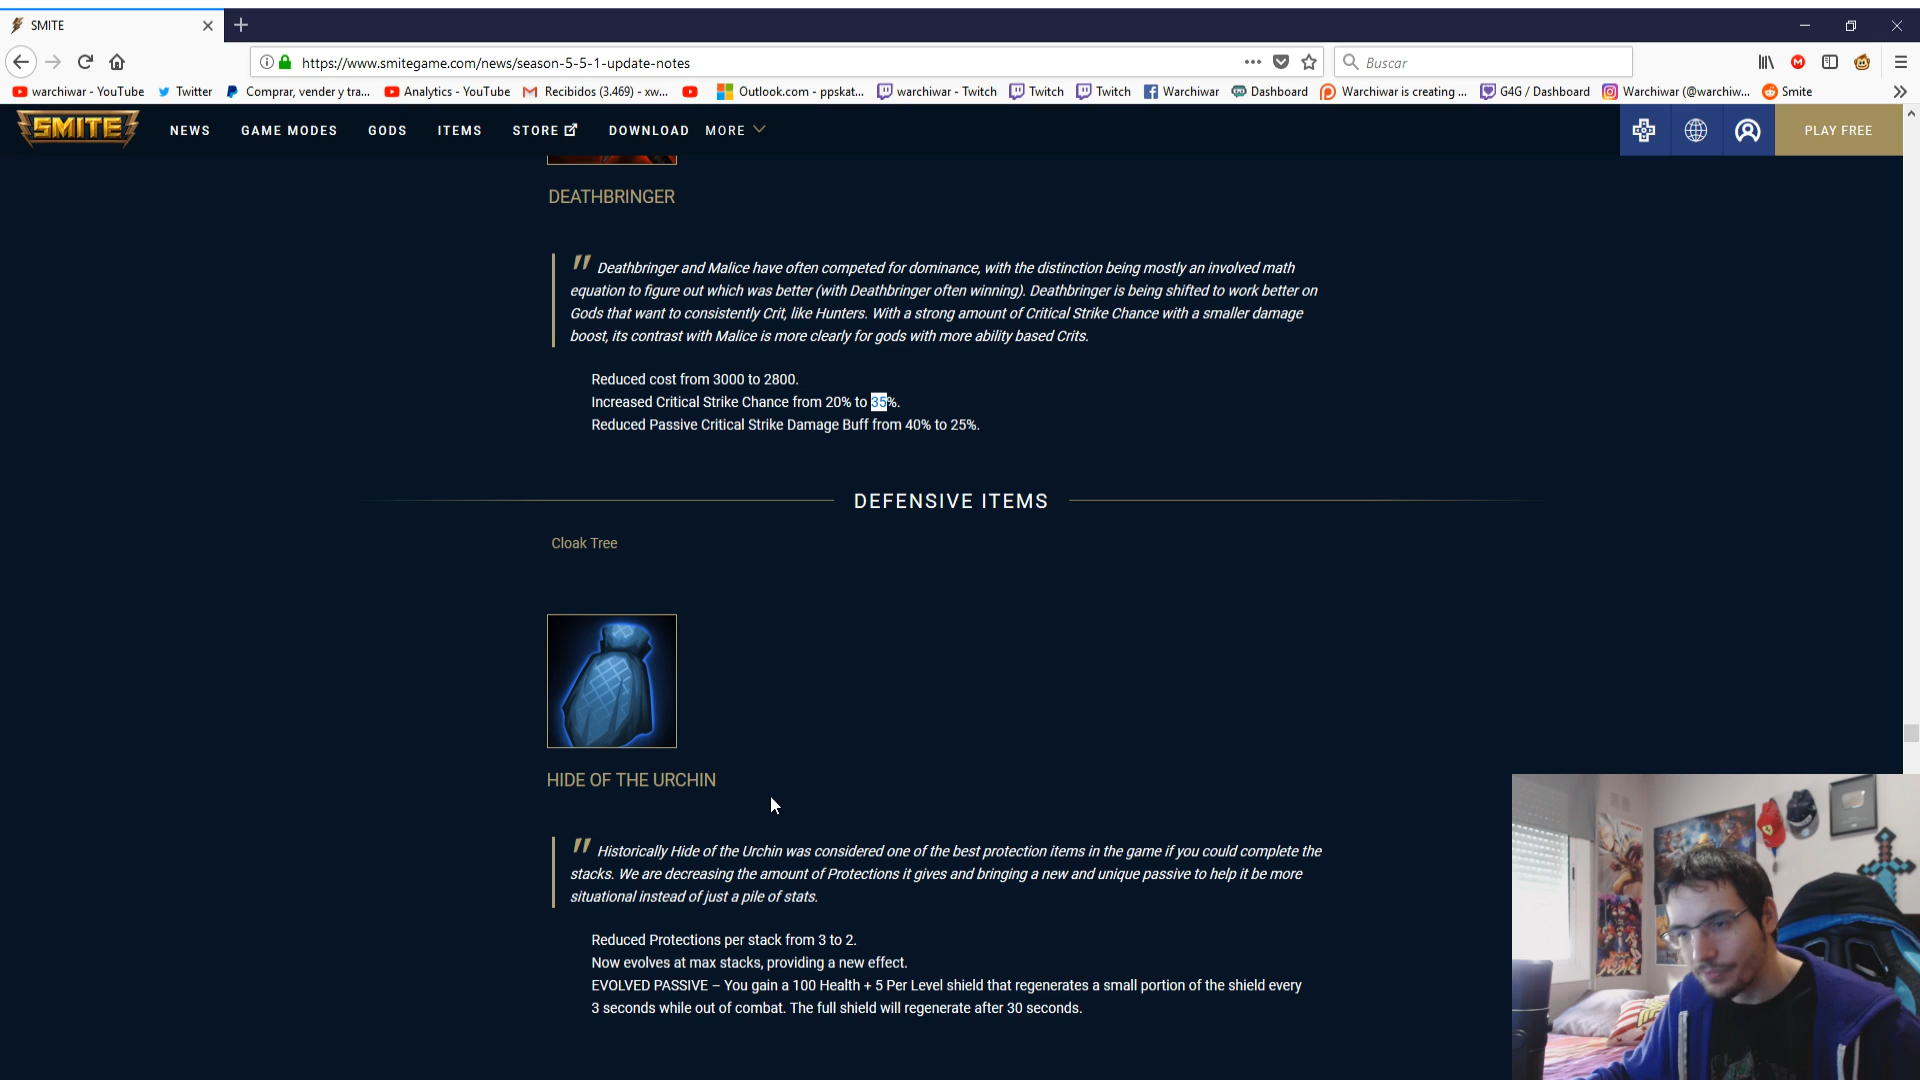 SMITE
https://www.smitegame.com/news/season-5-5-1-update-notes
Buscar
warchiwar - YouTube Twitter Comprar, vender y tra... Analytics - YouTube Recibidos (3.469) - xw... Outlook.com - ppskat... warchiwar - Twitch Twitch Twitch Warchiwar Dashboard Warchiwar is creating ... G4G / Dashboard Warchiwar (@warchiw... Smite
SMITE NEWS GAME MODES GODS ITEMS STORE DOWNLOAD MORE PLAY FREE
DEATHBRINGER
" Deathbringer and Malice have often competed for dominance, with the distinction being mostly an involved math
equation to figure out which was better (with Deathbringer often winning). Deathbringer is being shifted to work better on
Gods that want to consistently Crit, like Hunters. With a strong amount of Critical Strike Chance with a smaller damage
boost, its contrast with Malice is more clearly for gods with more ability based Crits.
Reduced cost from 3000 to 2800.
Increased Critical Strike Chance from 20% to 35%.
Reduced Passive Critical Strike Damage Buff from 40% to 25%.
DEFENSIVE ITEMS
Cloak Tree
HIDE OF THE URCHIN
" Historically Hide of the Urchin was considered one of the best protection items in the game if you could complete the
stacks. We are decreasing the amount of Protections it gives and bringing a new and unique passive to help it be more
situational instead of just a pile of stats.
Reduced Protections per stack from 3 to 2.
Now evolves at max stacks, providing a new effect.
EVOLVED PASSIVE – You gain a 100 Health + 5 Per Level shield that regenerates a small portion of the shield every
3 seconds while out of combat. The full shield will regenerate after 30 seconds.